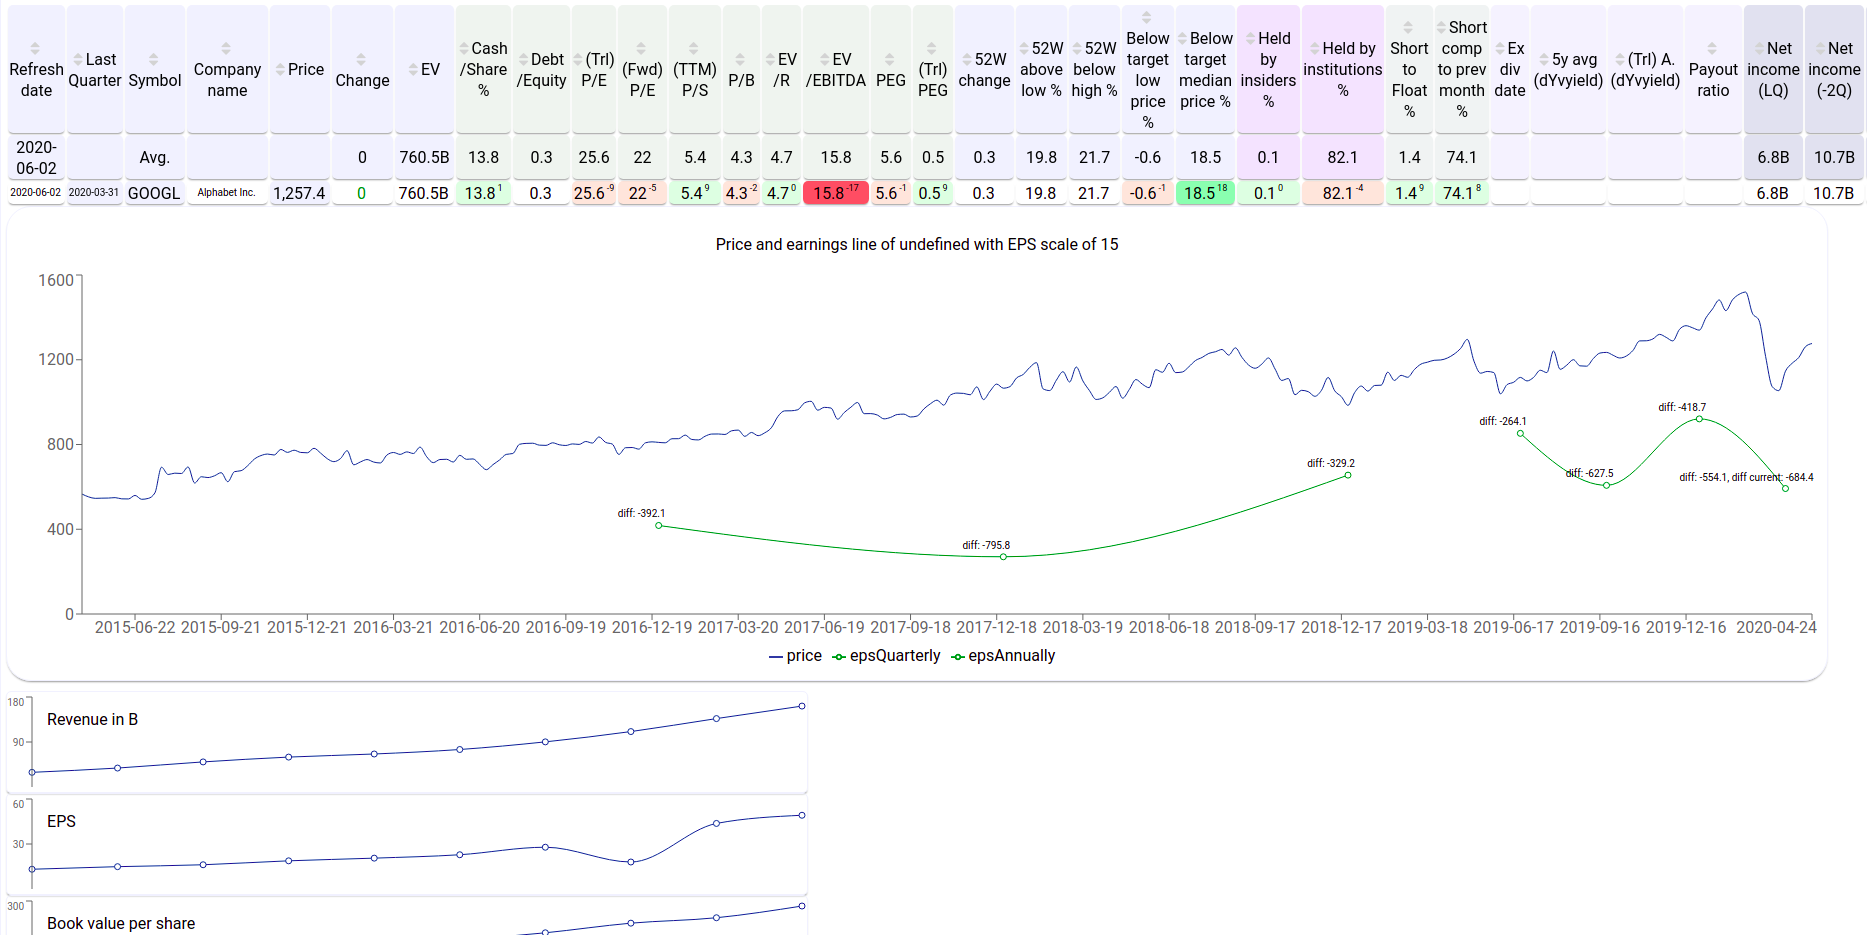 Refresh date
Last Quarter
Symbol
Company name
Price
Change
EV
Cash /Share %
Debt /Equity
(Trl) P/E
(Fwd) P/E
(TTM) P/S
P/B
EV /R
EV /EBITDA
PEG
(Trl) PEG
52W change
52W above low %
52W below high %
Below target low price %
Below target median price %
Held by insiders %
Held by institutions %
Short to Float %
Short comp to prev month %
Ex div date
5y avg (dYvyield)
(Trl) A. (dYvyield)
Payout ratio
Net income (LQ)
Net income (-2Q)
2020-06-02 Avg. 0 760.5B 13.8 0.3 25.6 22 5.4 4.3 4.7 15.8 5.6 0.5 0.3 19.8 21.7 -0.6 18.5 0.1 82.1 1.4 74.1 6.8B 10.7B
2020-06-02 2020-03-31 GOOGL Alphabet Inc. 1,257.4 0 760.5B 13.8 1 0.3 25.6 -9 22 -5 5.4 9 4.3 -2 4.7 0 15.8 -17 5.6 -1 0.5 9 0.3 19.8 21.7 -0.6 -1 18.5 18 0.1 0 82.1 -4 1.4 9 74.1 8 6.8B 10.7B
Price and earnings line of undefined with EPS scale of 15
1600
1200
800
400
0
diff: -392.1
diff: -795.8
diff: -329.2
diff: -264.1
diff: -627.5
diff: -418.7
diff: -554.1, diff current: -684.4
2015-06-22 2015-09-21 2015-12-21 2016-03-21 2016-06-20 2016-09-19 2016-12-19 2017-03-20 2017-06-19 2017-09-18 2017-12-18 2018-03-19 2018-06-18 2018-09-17 2018-12-17 2019-03-18 2019-06-17 2019-09-16 2019-12-16 2020-04-24
price epsQuarterly epsAnnually
180
Revenue in B
90
60
EPS
30
300
Book value per share